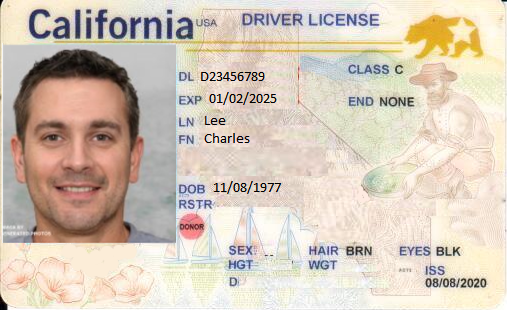 California USA DRIVER LICENSE
DL D23456789 CLASS C
EXP 01/02/2025 END NONE
LN Lee
FN Charles
DOB 11/08/1977
RSTR
DONOR
SEX -- HAIR BRN EYES BLK
HGT WGT ISS
D 08/08/2020